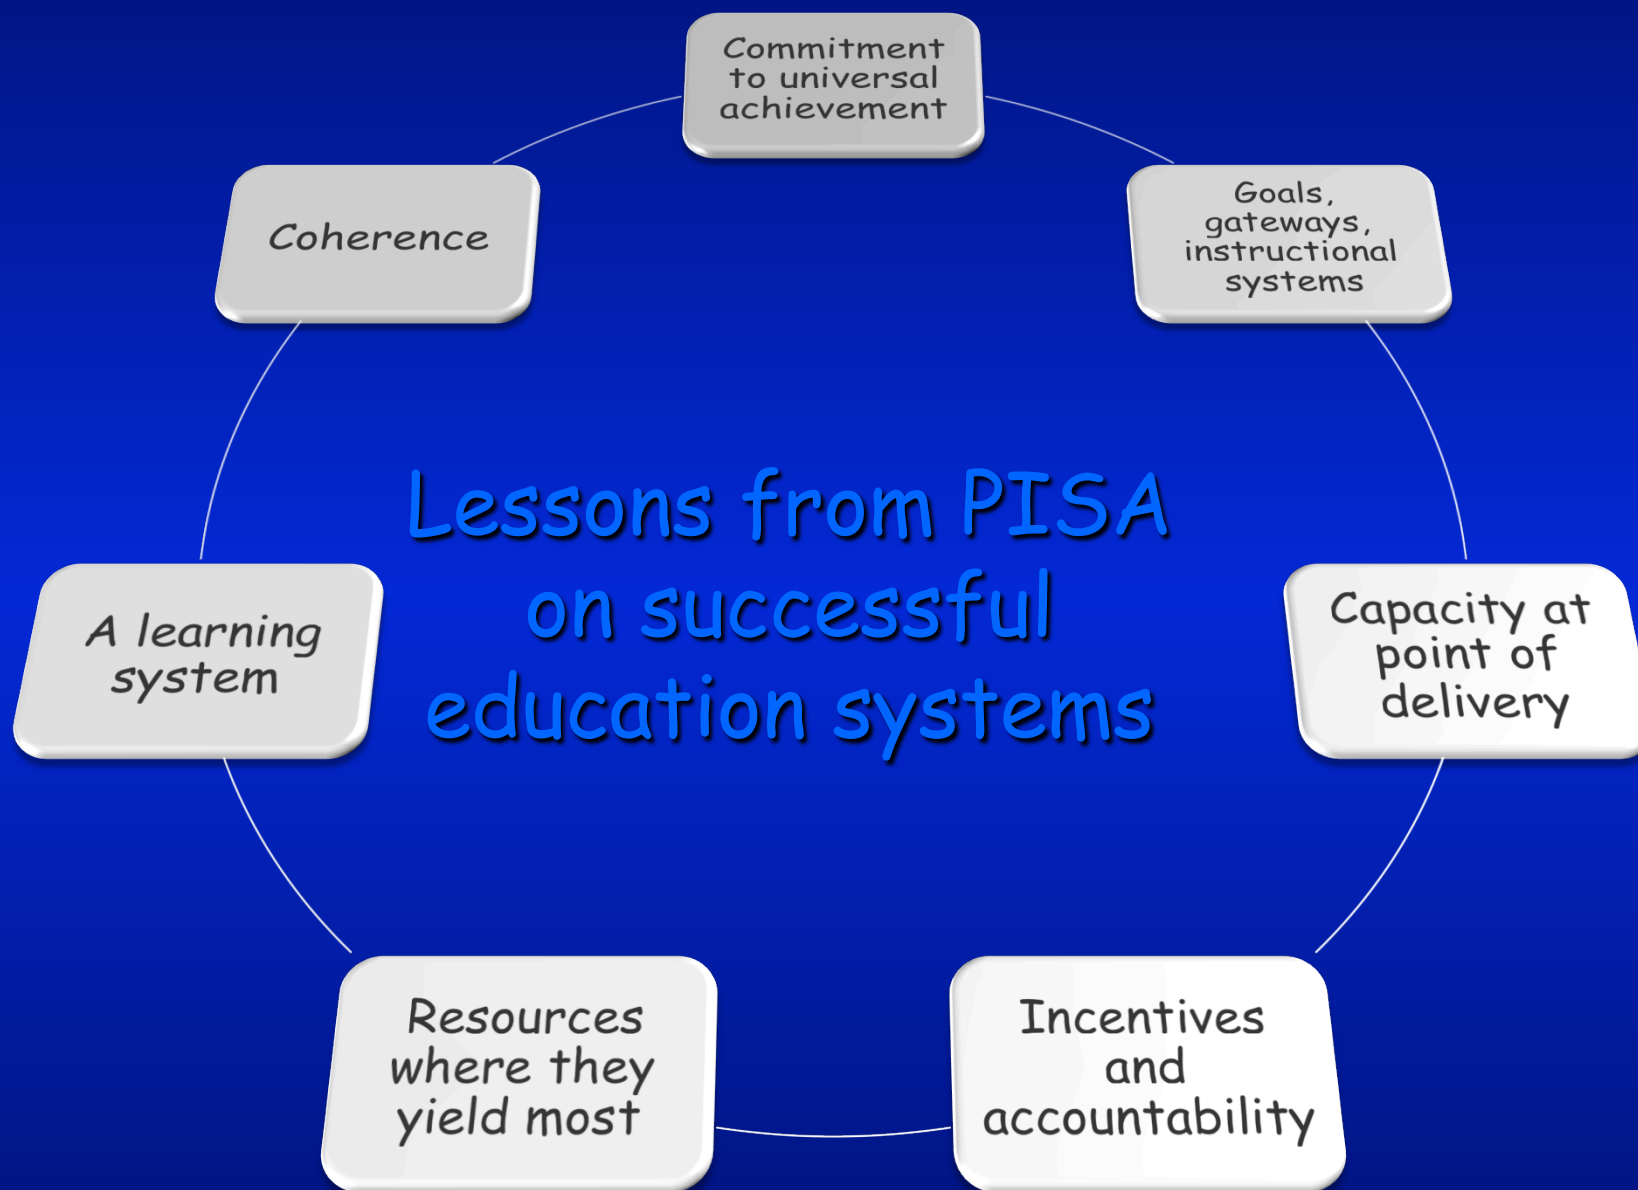 Commitment
to universal
achievement
Goals,
gateways,
instructional
systems
Capacity at
point of
delivery
Incentives
and
accountability
Resources
where they
yield most
A learning
system
Coherence
Lessons from PISA
on successful
education systems